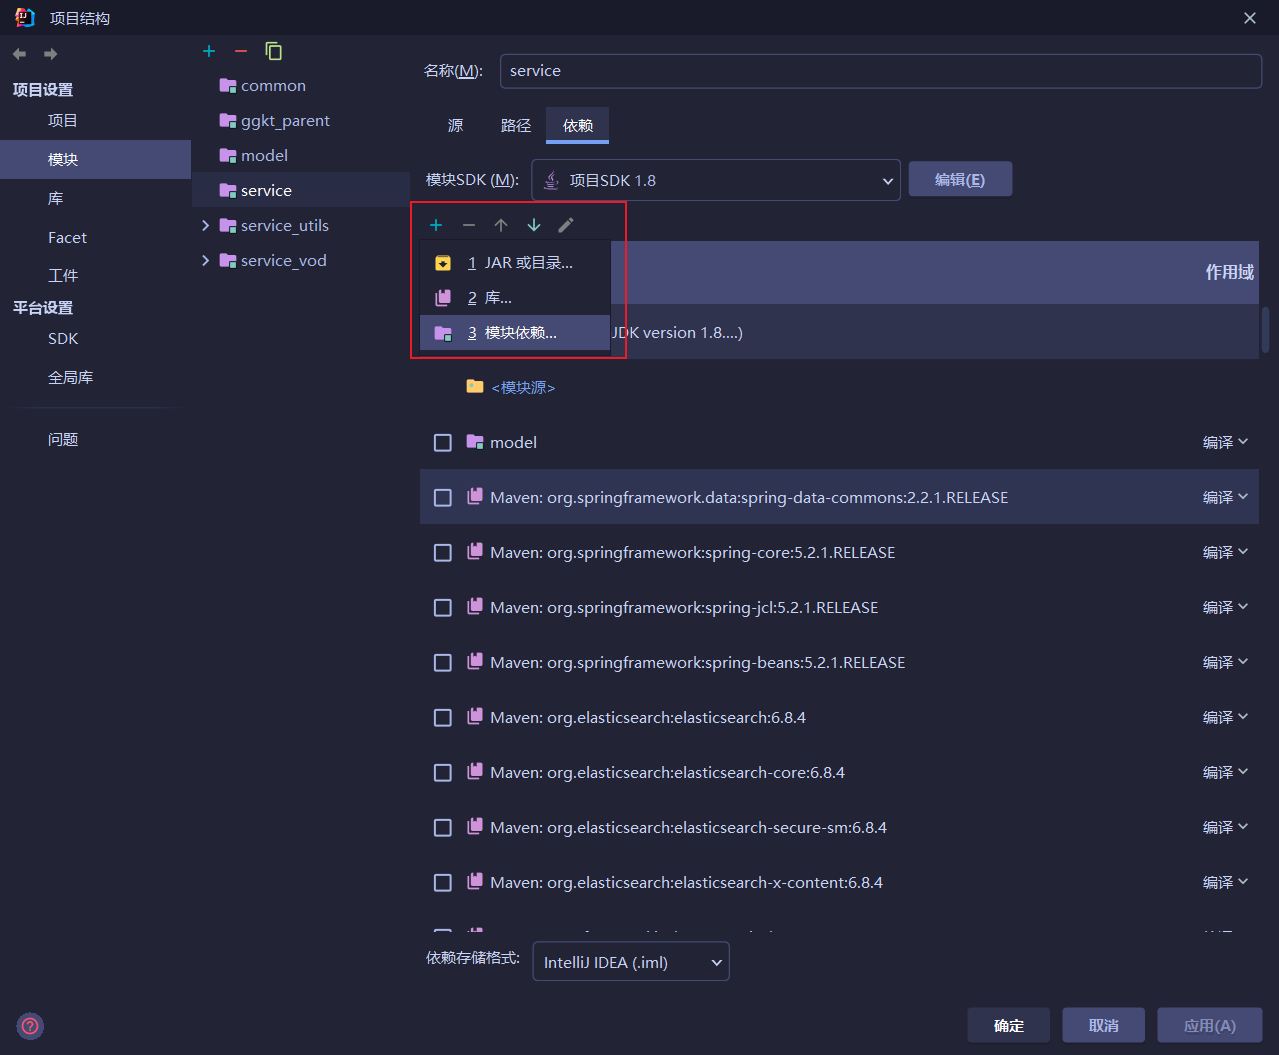 项目结构
项目设置
项目
模块
库
Facet
工件
平台设置
SDK
全局库
问题
common
ggkt_parent
model
service
service_utils
service_vod
名称(M):
service
源
路径
依赖
模块SDK (M):
项目SDK 1.8
编辑(E)
1 JAR 或目录...
2 库...
3 模块依赖...
作用域
JDK version 1.8....)
<模块源>
model 编译
Maven: org.springframework.data:spring-data-commons:2.2.1.RELEASE 编译
Maven: org.springframework:spring-core:5.2.1.RELEASE 编译
Maven: org.springframework:spring-jcl:5.2.1.RELEASE 编译
Maven: org.springframework:spring-beans:5.2.1.RELEASE 编译
Maven: org.elasticsearch:elasticsearch:6.8.4 编译
Maven: org.elasticsearch:elasticsearch-core:6.8.4 编译
Maven: org.elasticsearch:elasticsearch-secure-sm:6.8.4 编译
Maven: org.elasticsearch:elasticsearch-x-content:6.8.4 编译
依赖存储格式:
IntelliJ IDEA (.iml)
确定
取消
应用(A)